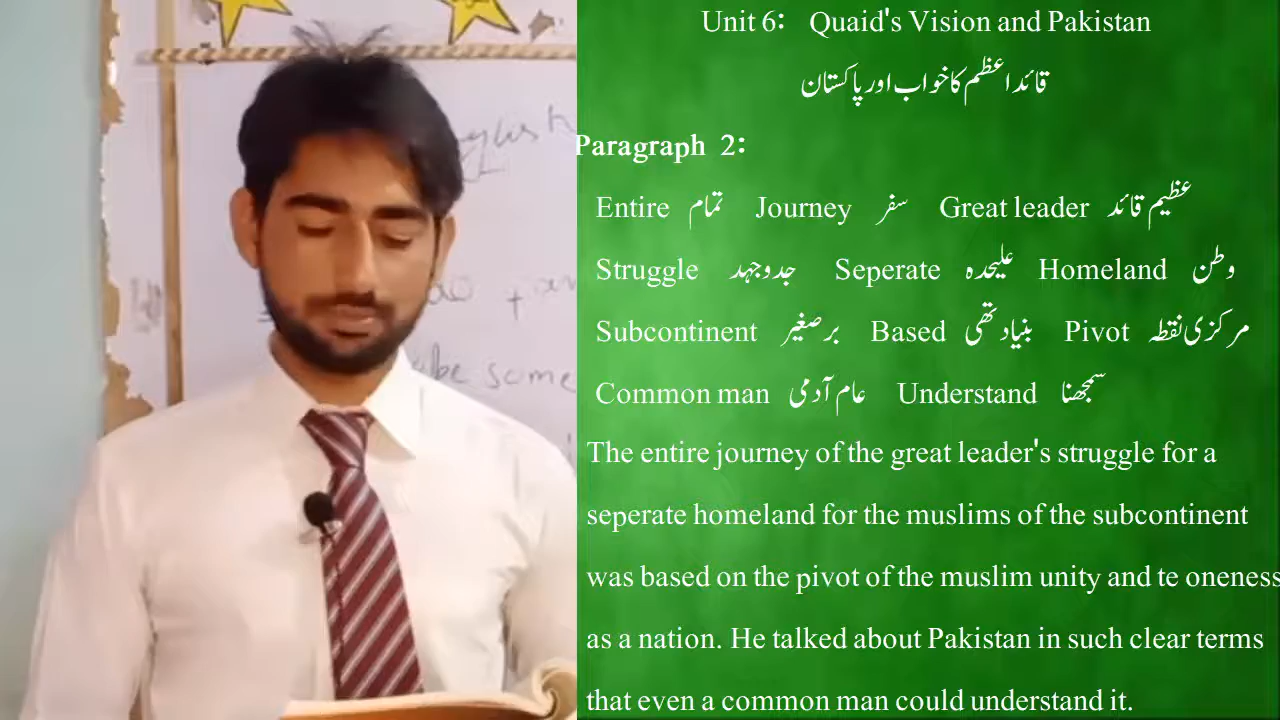 Unit 6: Quaid's Vision and Pakistan
قائداعظم کا خواب اور پاکستان
Paragraph 2:
Entire تمام Journey سفر Great leader عظیم قائد
Struggle جدوجہد Seperate علیحدہ Homeland وطن
Subcontinent برصغیر Based بنیاد تھی Pivot مرکزی نقطہ
Common man عام آدمی Understand سمجھنا
The entire journey of the great leader's struggle for a
seperate homeland for the muslims of the subcontinent
was based on the pivot of the muslim unity and te oneness
as a nation. He talked about Pakistan in such clear terms
that even a common man could understand it.
be some